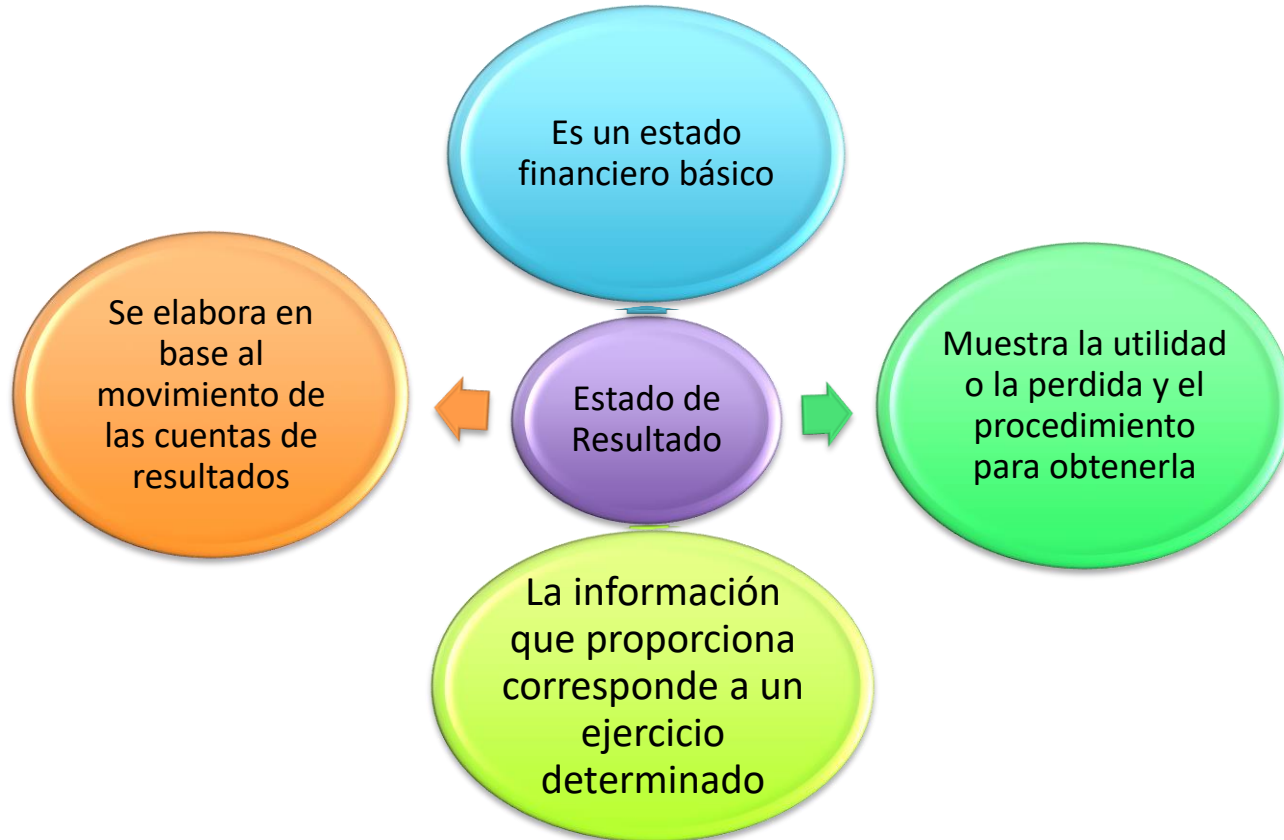 Es un estado
financiero básico
Se elabora en
base al
movimiento de
las cuentas de
resultados
Estado de
Resultado
Muestra la utilidad
o la perdida y el
procedimiento
para obtenerla
La información
que proporciona
corresponde a un
ejercicio
determinado